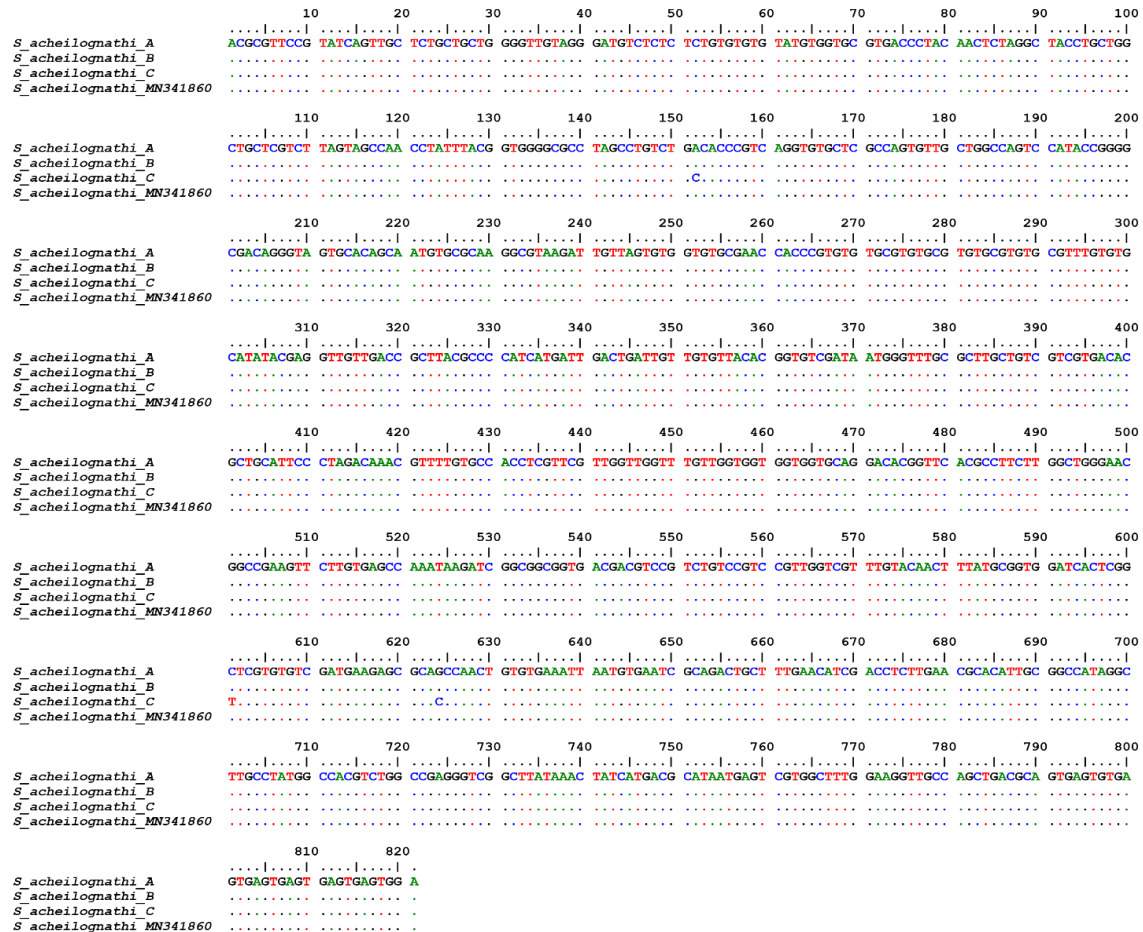 10 20 30 40 50 60 70 80 90 100
....|....| ....|....| ....|....| ....|....| ....|....| ....|....| ....|....| ....|....| ....|....| ....|....|
S_acheilognathi_A ACGCGTTCCG TATCAGTTGC TCTGCTGCTG GGGTTGTAGG GATGTCTCTC TCTGTGTGTG TATGTGGTGC GTGACCCTAC AACTCTAGGC TACCTGCTGG
S_acheilognathi_B .......... .......... .......... .......... .......... .......... .......... .......... .......... ..........
S_acheilognathi_C .......... .......... .......... .......... .......... .......... .......... .......... .......... ..........
S_acheilognathi_MN341860 .......... .......... .......... .......... .......... .......... .......... .......... .......... ..........
110 120 130 140 150 160 170 180 190 200
....|....| ....|....| ....|....| ....|....| ....|....| ....|....| ....|....| ....|....| ....|....| ....|....|
S_acheilognathi_A CTGCTCGTCT TAGTAGCCAA CCTATTTACG GTGGGGCGCC TAGCCTGTCT GACACCCGTC AGGTGTGCTC GCCAGTGTTG CTGGCCAGTC CATACCGGGG
S_acheilognathi_B .......... .......... .......... .......... .......... .......... .......... .......... .......... ..........
S_acheilognathi_C .......... .......... .......... .......... .......... .C........ .......... .......... .......... ..........
S_acheilognathi_MN341860 .......... .......... .......... .......... .......... .......... .......... .......... .......... ..........
210 220 230 240 250 260 270 280 290 300
....|....| ....|....| ....|....| ....|....| ....|....| ....|....| ....|....| ....|....| ....|....| ....|....|
S_acheilognathi_A CGACAGGGTA GTGCACAGCA ATGTGCGCAA GGCGTAAGAT TGTTAGTGTG GTGTGCGAAC CACCCGTGTG TGCGTGTGCG TGTGCGTGTGC CGTTTGTGTG
S_acheilognathi_B .......... .......... .......... .......... .......... .......... .......... .......... .......... ..........
S_acheilognathi_C .......... .......... .......... .......... .......... .......... .......... .......... .......... ..........
S_acheilognathi_MN341860 .......... .......... .......... .......... .......... .......... .......... .......... .......... ..........
310 320 330 340 350 360 370 380 390 400
....|....| ....|....| ....|....| ....|....| ....|....| ....|....| ....|....| ....|....| ....|....| ....|....|
S_acheilognathi_A CATATACGAG GTTGTTGACC GCTTACGCCC CATCATGATT GACTGATTGT TGTGTTACAC GGTGTCGATA ATGGGTTTGC GCTTGCTGTC GTCGTGACAC
S_acheilognathi_B .......... .......... .......... .......... .......... .......... .......... .......... .......... ..........
S_acheilognathi_C .......... .......... .......... .......... .......... .......... .......... .......... .......... ..........
S_acheilognathi_MN341860 .......... .......... .......... .......... .......... .......... .......... .......... .......... ..........
410 420 430 440 450 460 470 480 490 500
....|....| ....|....| ....|....| ....|....| ....|....| ....|....| ....|....| ....|....| ....|....| ....|....|
S_acheilognathi_A GCTGCATTCC CTAGACAAAC GTTTTGTGCC ACCTCGTTCG TTGGTTGGTT TGTTGGTGGT GGTGGTGCAG GACACGGTTC ACGCCTTCTT GGCTGGGAAC
S_acheilognathi_B .......... .......... .......... .......... .......... .......... .......... .......... .......... ..........
S_acheilognathi_C .......... .......... .......... .......... .......... .......... .......... .......... .......... ..........
S_acheilognathi_MN341860 .......... .......... .......... .......... .......... .......... .......... .......... .......... ..........
510 520 530 540 550 560 570 580 590 600
....|....| ....|....| ....|....| ....|....| ....|....| ....|....| ....|....| ....|....| ....|....| ....|....|
S_acheilognathi_A GGCCGAAGTT CTTGTGAGCC AAATAAGATC GGCGGCGGTG ACGACGTCCG TCTGTCCGTC CGTTGGTCGT TTGTACAACT TTATGCGGTG GATCACTCGG
S_acheilognathi_B .......... .......... .......... .......... .......... .......... .......... .......... .......... ..........
S_acheilognathi_C .......... .......... .......... .......... .......... .......... .......... .......... .......... ..........
S_acheilognathi_MN341860 .......... .......... .......... .......... .......... .......... .......... .......... .......... ..........
610 620 630 640 650 660 670 680 690 700
....|....| ....|....| ....|....| ....|....| ....|....| ....|....| ....|....| ....|....| ....|....| ....|....|
S_acheilognathi_A CTCGTGTGTC GATGAAGAGC GCAGCCAACT GTGTGAAATT AATGTGAATC GCAGACTGCT TTGAACATCG ACCTCTTGAA CGCACATTGC GGCCATAGGC
S_acheilognathi_B .......... .......... .......... .......... .......... .......... .......... .......... .......... ..........
S_acheilognathi_C T......... .......... ...C...... .......... .......... .......... .......... .......... .......... ..........
S_acheilognathi_MN341860 .......... .......... .......... .......... .......... .......... .......... .......... .......... ..........
710 720 730 740 750 760 770 780 790 800
....|....| ....|....| ....|....| ....|....| ....|....| ....|....| ....|....| ....|....| ....|....| ....|....|
S_acheilognathi_A TTGCCTATGG CCACGTCTGG CCGAGGGTCG GCTTATAAAC TATCATGACG CATAATGAGT CGTGGCTTTG GAAGGTTGCC AGCTGACGCA GTGAGTGTGA
S_acheilognathi_B .......... .......... .......... .......... .......... .......... .......... .......... .......... ..........
S_acheilognathi_C .......... .......... .......... .......... .......... .......... .......... .......... .......... ..........
S_acheilognathi_MN341860 .......... .......... .......... .......... .......... .......... .......... .......... .......... ..........
810 820
....|....| ....|....| .
S_acheilognathi_A GTGAGTGAGT GAGTGAGTGG A
S_acheilognathi_B .......... .......... .
S_acheilognathi_C .......... .......... .
S_acheilognathi_MN341860 .......... .......... .